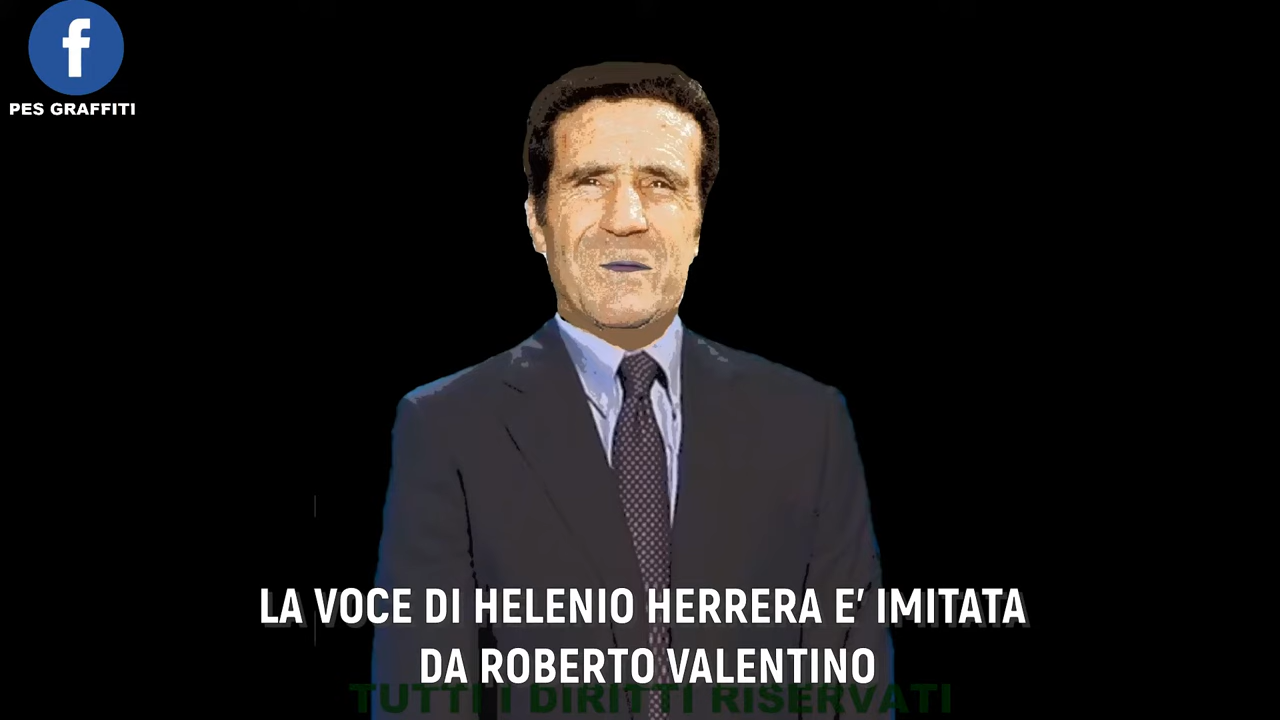 f
PES GRAFFITI
LA VOCE DI HELENIO HERRERA E' IMITATA
DA ROBERTO VALENTINO
TUTTI I DIRITTI RISERVATI